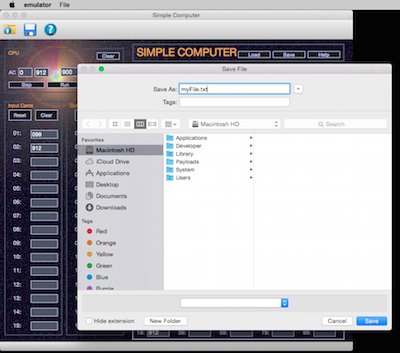 emulator File
Simple Computer
CPU
Clear
SIMPLE COMPUTER
Load
Save
Help
AC 0 912 900
Step
Run
Save File
Save As: myFile.txt
Tags:
Macintosh HD
Search
Input Cards
Reset
Clear
01: 099
02: 912
03:
04:
05:
06:
07:
08:
09:
10:
11:
12:
13:
14:
15:
Favorites
Macintosh HD
iCloud Drive
Applications
Desktop
Documents
Downloads
Tags
Red
Orange
Yellow
Green
Blue
Purple
Applications
Developer
Library
Payloads
System
Users
Hide extension
New Folder
Cancel
Save